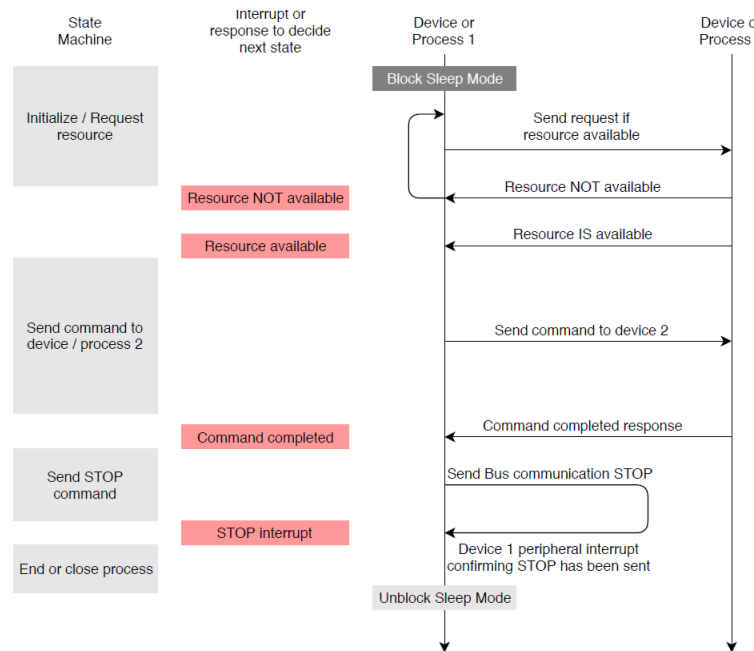 State
Machine
Interrupt or
response to decide
next state
Device or
Process 1
Device o
Process
Block Sleep Mode
Initialize / Request
resource
Send request if
resource available
Resource NOT available
Resource NOT available
Resource available
Resource IS available
Send command to
device / process 2
Send command to device 2
Command completed
Command completed response
Send STOP
command
Send Bus communication STOP
STOP interrupt
Device 1 peripheral interrupt
confirming STOP has been sent
End or close process
Unblock Sleep Mode